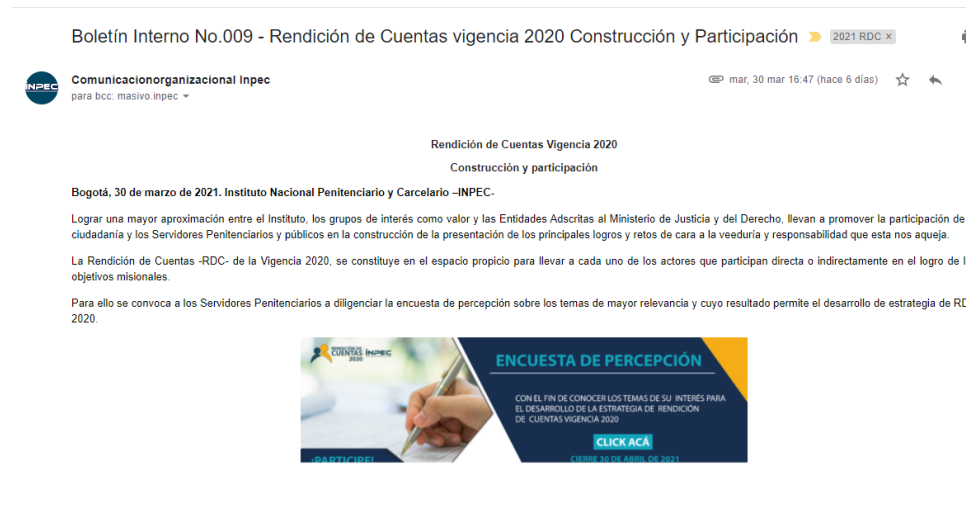 Boletín Interno No.009 - Rendición de Cuentas vigencia 2020 Construcción y Participación 2021 RDC ×
Comunicacionorganizacional Inpec
mar, 30 mar 16:47 (hace 6 días)
para bcc: masivo.inpec
INPEC
Rendición de Cuentas Vigencia 2020
Construcción y participación
Bogotá, 30 de marzo de 2021. Instituto Nacional Penitenciario y Carcelario –INPEC-
Lograr una mayor aproximación entre el Instituto, los grupos de interés como valor y las Entidades Adscritas al Ministerio de Justicia y del Derecho, llevan a promover la participación de
ciudadanía y los Servidores Penitenciarios y públicos en la construcción de la presentación de los principales logros y retos de cara a la veeduría y responsabilidad que esta nos aqueja.
La Rendición de Cuentas -RDC- de la Vigencia 2020, se constituye en el espacio propicio para llevar a cada uno de los actores que participan directa o indirectamente en el logro de
objetivos misionales.
Para ello se convoca a los Servidores Penitenciarios a diligenciar la encuesta de percepción sobre los temas de mayor relevancia y cuyo resultado permite el desarrollo de estrategia de
2020.
RENDICIÓN DE
CUENTAS
2020
INPEC
ENCUESTA DE PERCEPCIÓN
CON EL FIN DE CONOCER LOS TEMAS DE SU INTERÉS PARA
EL DESARROLLO DE LA ESTRATEGIA DE RENDICIÓN
DE CUENTAS VIGENCIA 2020
CLICK ACÁ
¡PARTICIPE!
CIERRE 30 DE ABRIL DE 2021